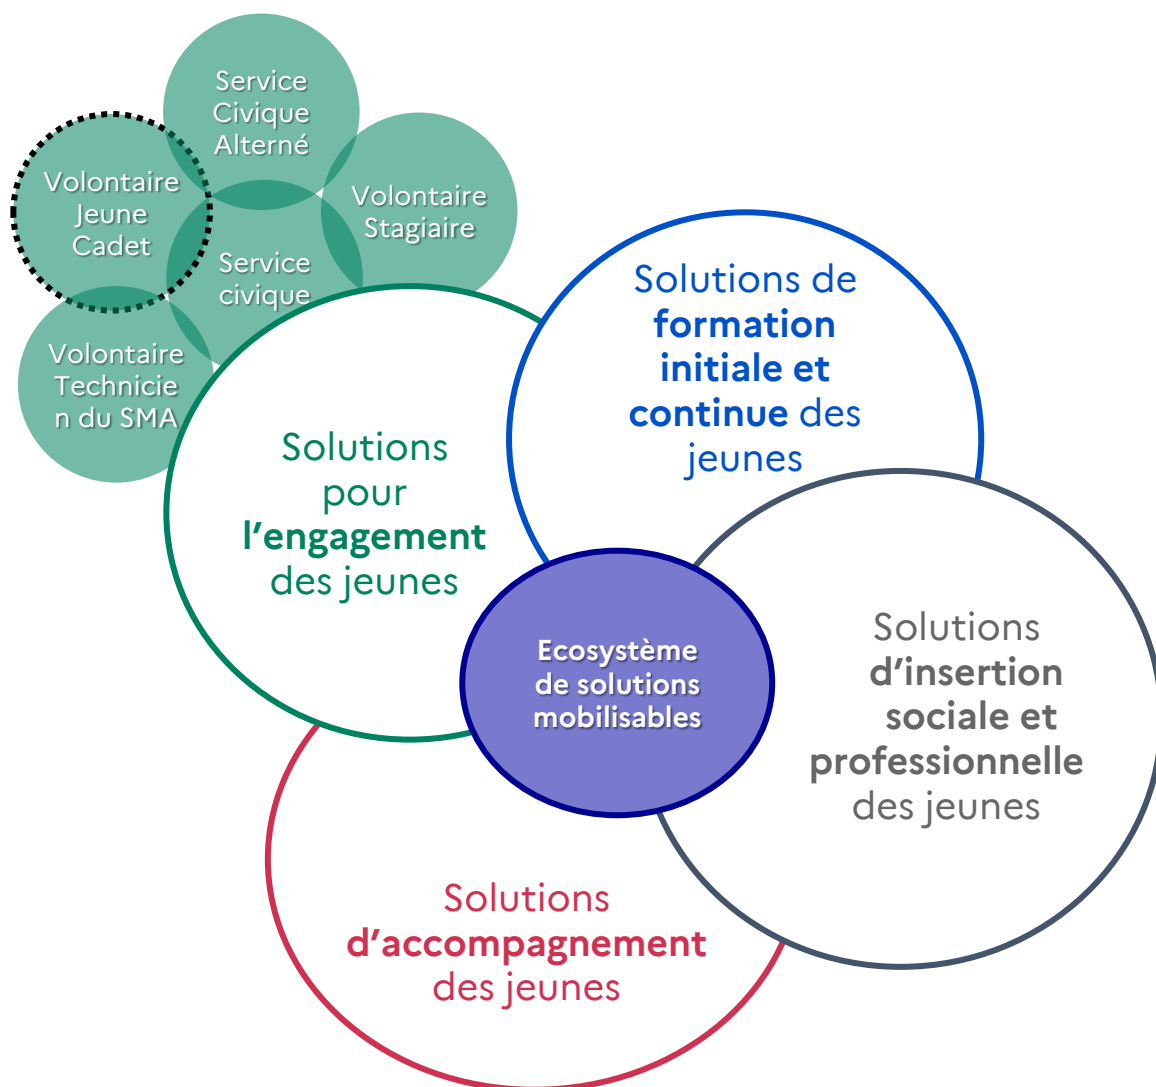 Service
Civique
Alterné
Volontaire
Jeune
Cadet
Volontaire
Stagiaire
Service
civique
Volontaire
Technicie
n du SMA
Solutions de
formation
initiale et
continue des
jeunes
Solutions
pour
l’engagement
des jeunes
Ecosystème
de solutions
mobilisables
Solutions
d’insertion
sociale et
professionnelle
des jeunes
Solutions
d’accompagnement
des jeunes